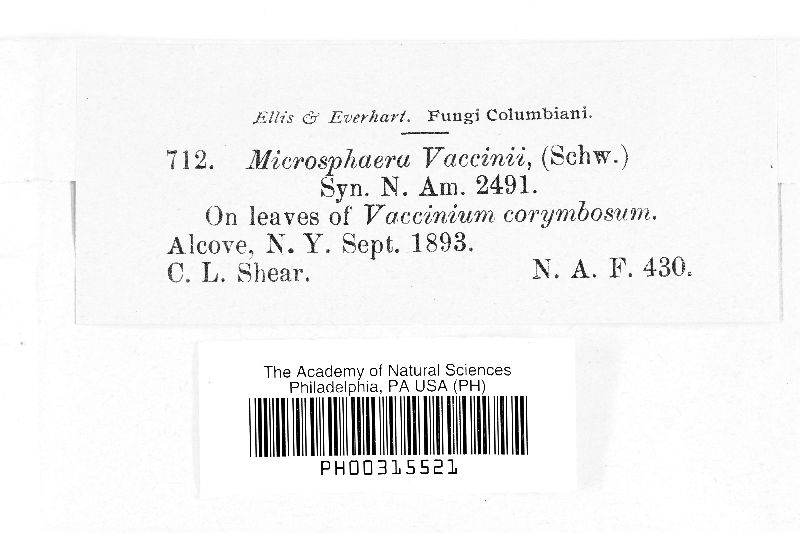 Ellis & Everhart. Fungi Columbiani.
712. Microsphaera Vaccinii, (Schw.)
Syn. N. Am. 2491.
On leaves of Vaccinium corymbosum.
Alcove, N. Y. Sept. 1893.
C. L. Shear. N. A. F. 430.
The Academy of Natural Sciences
Philadelphia, PA USA (PH)
PH00315521